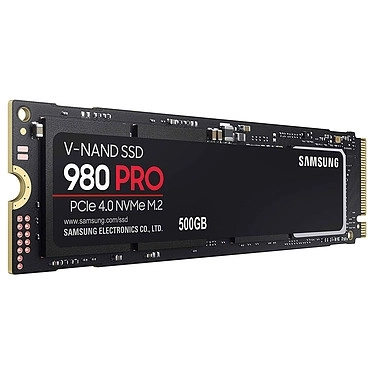 V-NAND SSD
980 PRO
PCIe 4.0 NVMe M.2
www.samsung.com/ssd
SAMSUNG ELECTRONICS CO., LTD.
500GB
SAMSUNG